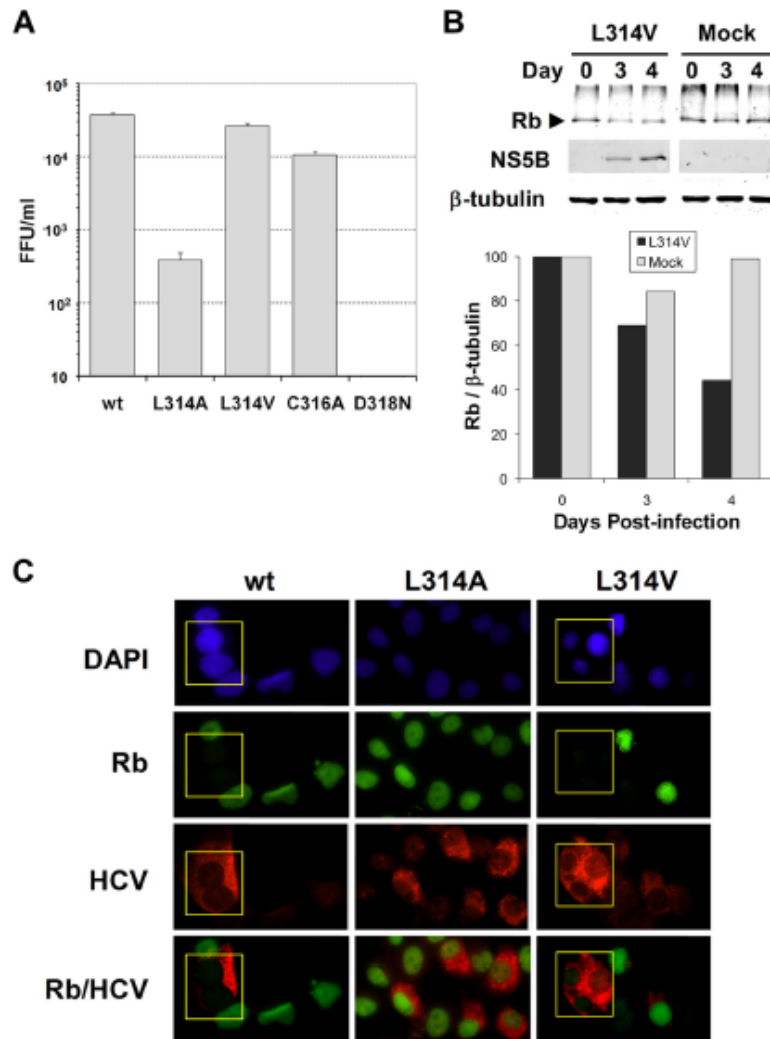 A
10⁵
10⁴
10³
10²
10
FFU/ml
wt L314A L314V C316A D318N
B
L314V Mock
Day 0 3 4 0 3 4
Rb
NS5B
β-tubulin
L314V
Mock
100
80
60
40
20
0
Rb / β-tubulin
0 3 4
Days Post-infection
C
wt L314A L314V
DAPI
Rb
HCV
Rb/HCV